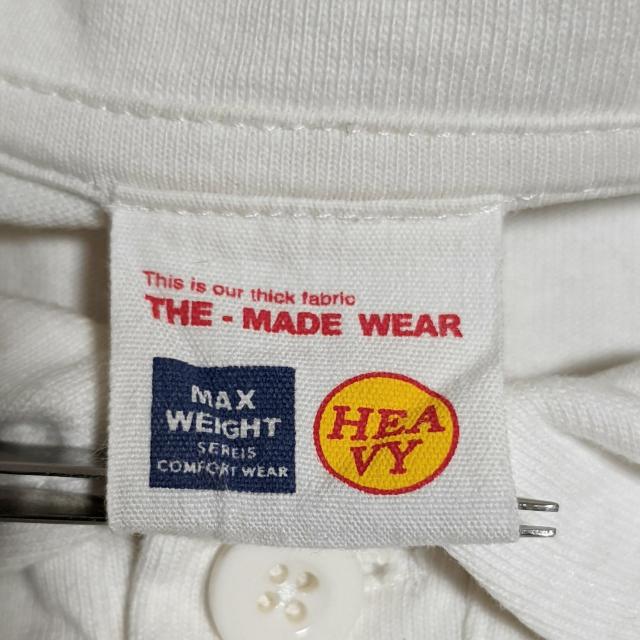 This is our thick fabric
THE - MADE WEAR
MAX
WEIGHT
SEREIS
COMFORT WEAR
HEA
VY